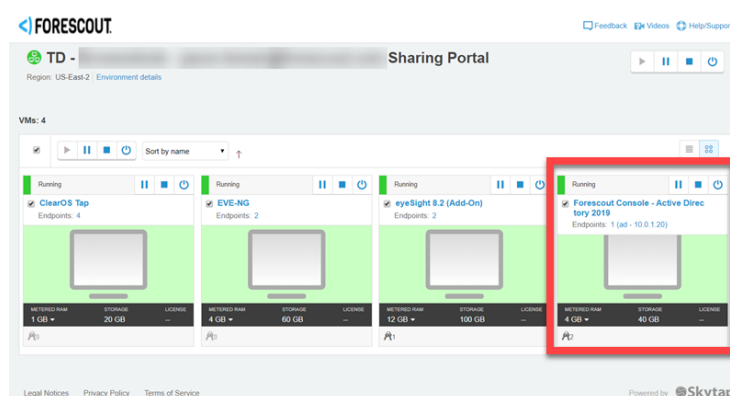 FORESCOUT.
Feedback Videos Help/Suppor
TD - Sharing Portal
Region: US-East-2 Environment details
VMs: 4
Sort by name
Running
ClearOS Tap
Endpoints: 4
METERED RAM STORAGE LICENSE
1 GB 20 GB --
0
Running
EVE-NG
Endpoints: 2
METERED RAM STORAGE LICENSE
4 GB 60 GB --
0
Running
eyeSight 8.2 (Add-On)
Endpoints: 2
METERED RAM STORAGE LICENSE
12 GB 100 GB --
1
Running
Forescout Console - Active Direc
tory 2019
Endpoints: 1 (ad - 10.0.1.20)
METERED RAM STORAGE LICENSE
4 GB 40 GB --
2
Legal Notices Privacy Policy Terms of Service
Powered by Skytap